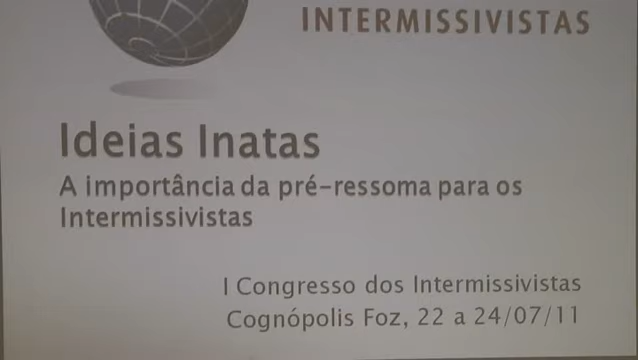 INTERMISSIVISTAS
Ideias Inatas
A importância da pré-ressoma para os
Intermissivistas
I Congresso dos Intermissivistas
Cognópolis Foz, 22 a 24/07/11